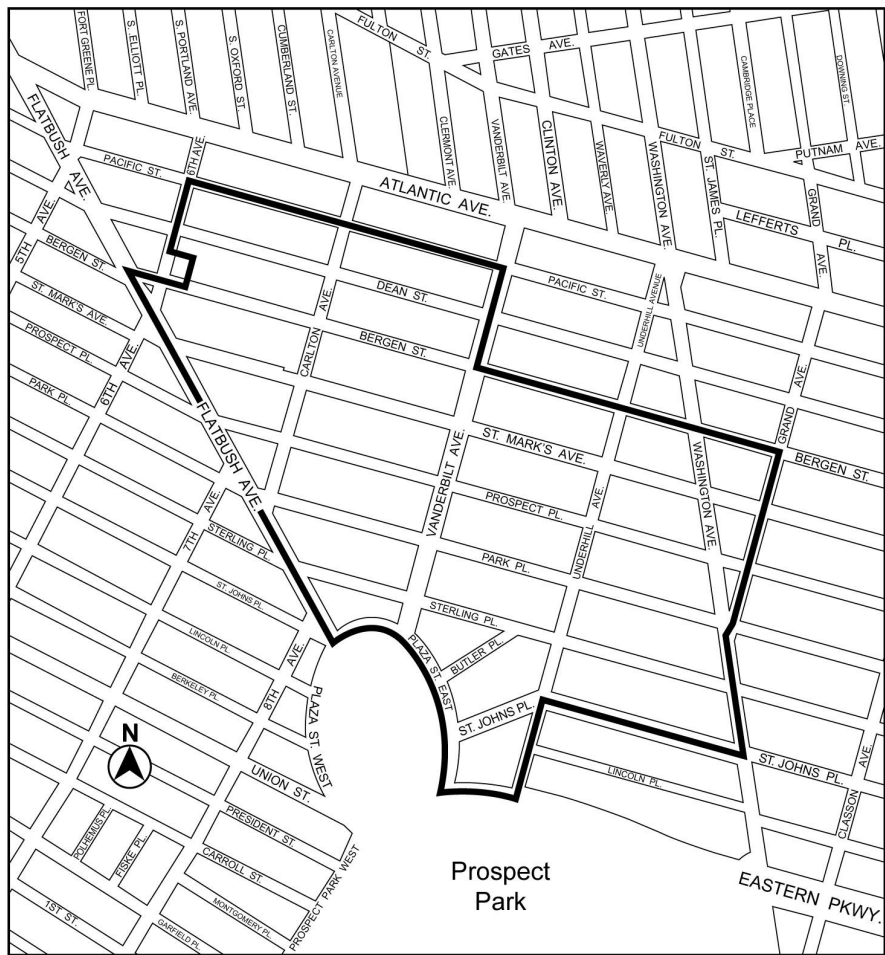 FORT GREENE PL.
S. ELLIOTT PL.
S. PORTLAND AVE.
S. OXFORD ST.
CUMBERLAND ST.
CARLTON AVENUE
FULTON ST.
GATES AVE.
CAMBRIDGE PLACE
DOWNING ST.
CLERMONT AVE.
VANDERBILT AVE.
CLINTON AVE.
WAVERLY AVE.
WASHINGTON AVE.
FULTON ST.
ST. JAMES PL.
PUTNAM AVE.
FLATBUSH AVE.
PACIFIC ST.
6TH AVE.
ATLANTIC AVE.
LEFFERTS PL.
GRAND AVE.
5TH AVE.
BERGEN ST.
ST. MARK'S AVE.
PROSPECT PL.
PARK PL.
6TH AVE.
DEAN ST.
BERGEN ST.
CARLTON AVE.
PACIFIC ST.
UNDERHILL AVENUE
GRAND AVE.
BERGEN ST.
FLATBUSH AVE.
VANDERBILT AVE.
ST. MARK'S AVE.
PROSPECT PL.
PARK PL.
UNDERHILL AVE.
WASHINGTON AVE.
7TH AVE.
STERLING PL.
ST. JOHNS PL.
LINCOLN PL.
BERKELEY PL.
8TH AVE.
PLAZA ST. WEST
STERLING PL.
PLAZA ST. EAST
BUTLER PL.
ST. JOHNS PL.
LINCOLN PL.
ST. JOHNS PL.
CLASSON AVE.
N
UNION ST.
PRESIDENT ST.
CARROLL ST.
MONTGOMERY PL.
GARFIELD PL.
PROSPECT PARK WEST
POLHEMUS PL.
FISKE PL.
1ST ST.
Prospect
Park
EASTERN PKWY.